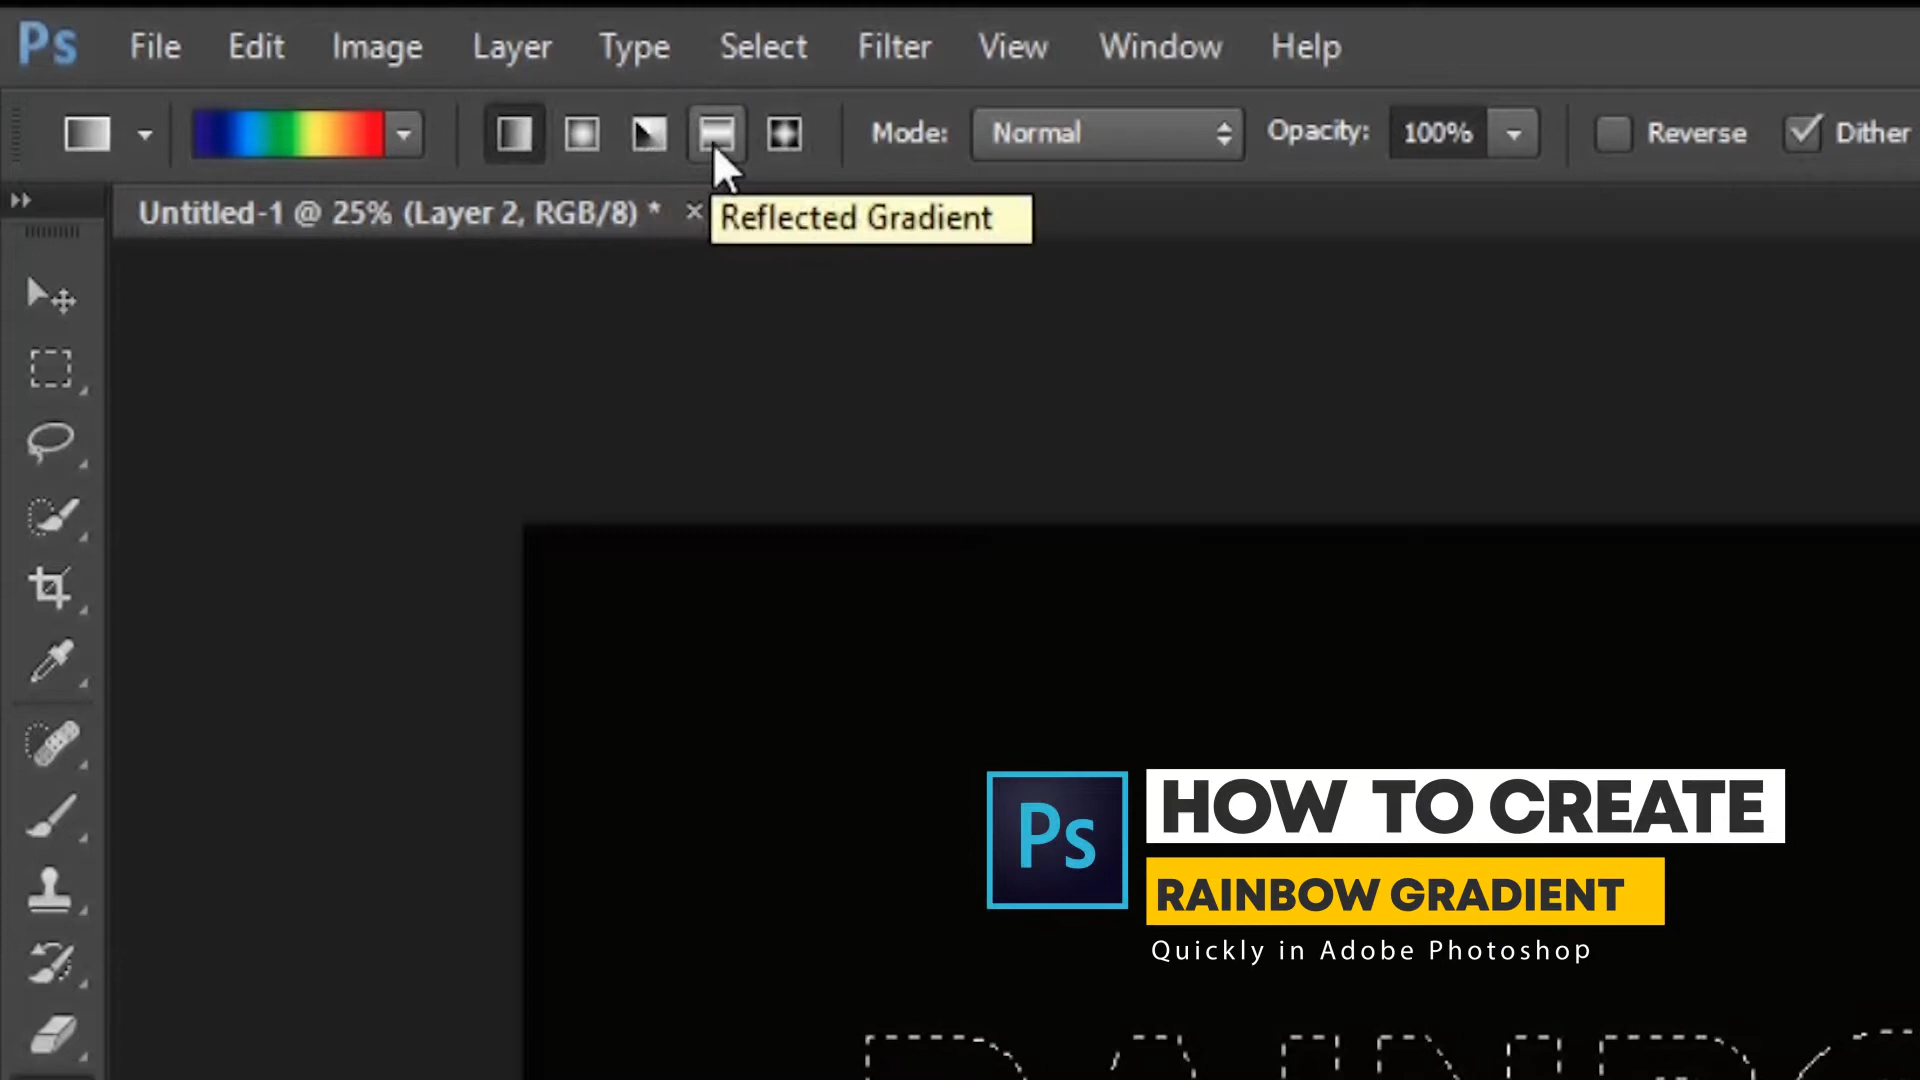 Ps File Edit Image Layer Type Select Filter View Window Help
Mode: Normal Opacity: 100% Reverse Dither
Untitled-1 @ 25% (Layer 2, RGB/8) * ×
Reflected Gradient
Ps
HOW TO CREATE
RAINBOW GRADIENT
Quickly in Adobe Photoshop